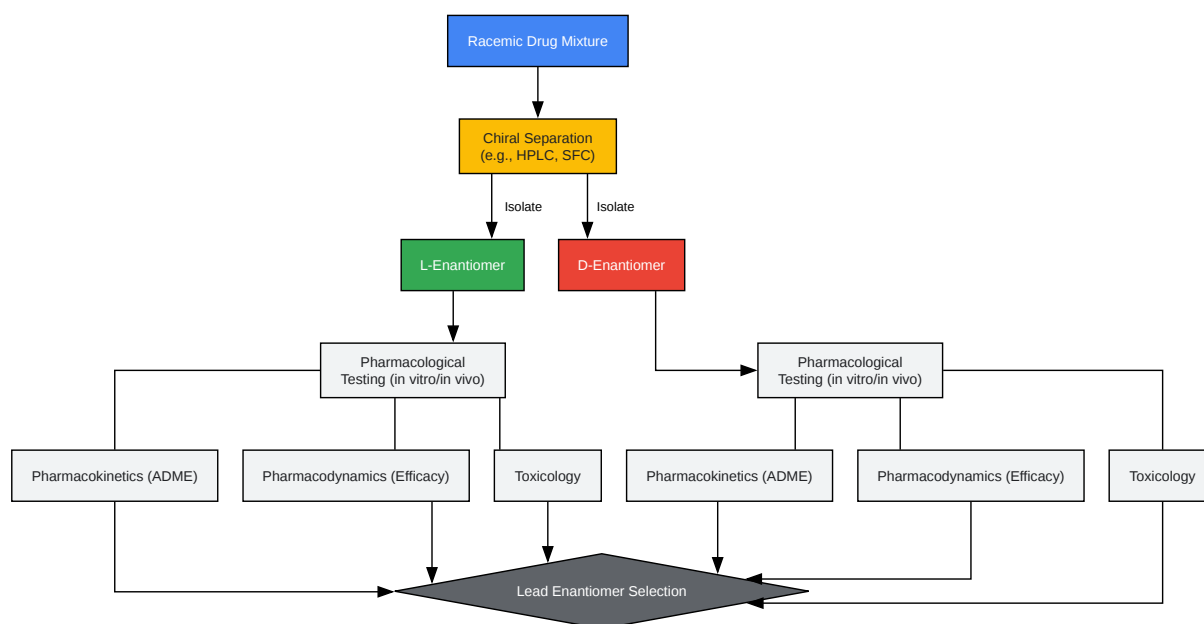 Racemic Drug Mixture
Chiral Separation
(e.g., HPLC, SFC)
Isolate
Isolate
L-Enantiomer
D-Enantiomer
Pharmacological
Testing (in vitro/in vivo)
Pharmacological
Testing (in vitro/in vivo)
Pharmacokinetics (ADME)
Pharmacodynamics (Efficacy)
Toxicology
Pharmacokinetics (ADME)
Pharmacodynamics (Efficacy)
Toxicology
Lead Enantiomer Selection